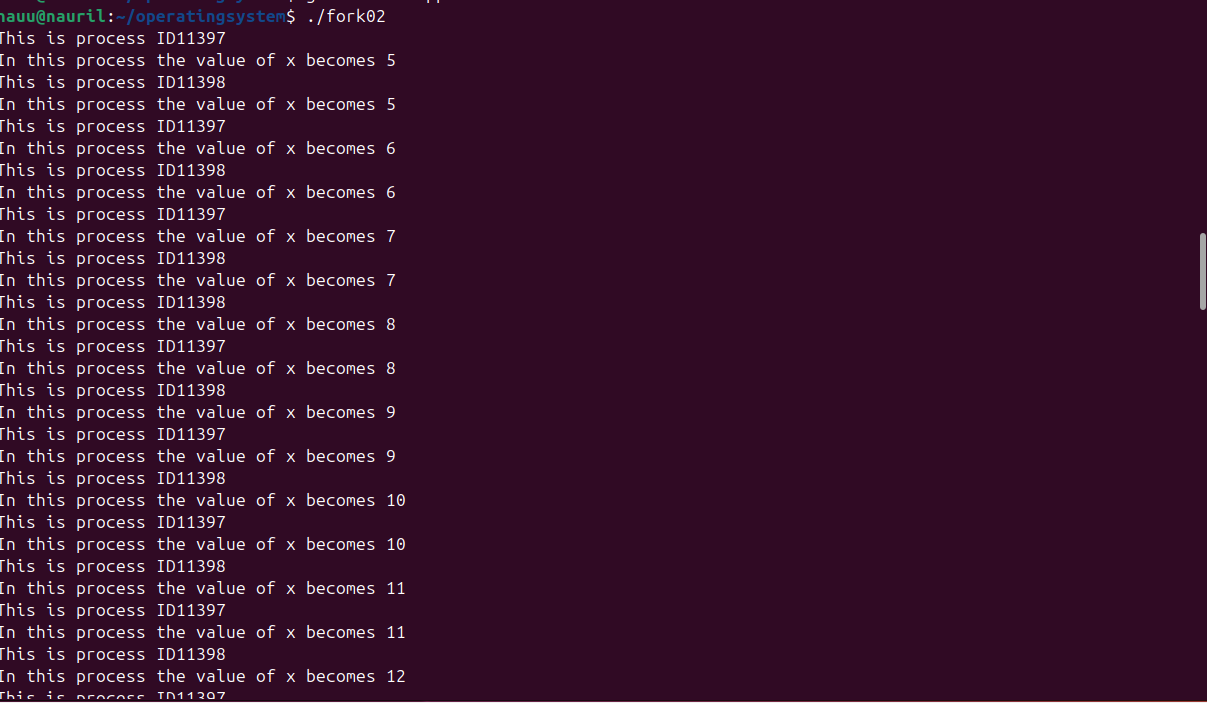 nauu@nauril:~/operatingsystem$ ./fork02
This is process ID11397
In this process the value of x becomes 5
This is process ID11398
In this process the value of x becomes 5
This is process ID11397
In this process the value of x becomes 6
This is process ID11398
In this process the value of x becomes 6
This is process ID11397
In this process the value of x becomes 7
This is process ID11398
In this process the value of x becomes 7
This is process ID11398
In this process the value of x becomes 8
This is process ID11397
In this process the value of x becomes 8
This is process ID11398
In this process the value of x becomes 9
This is process ID11397
In this process the value of x becomes 9
This is process ID11398
In this process the value of x becomes 10
This is process ID11397
In this process the value of x becomes 10
This is process ID11398
In this process the value of x becomes 11
This is process ID11397
In this process the value of x becomes 11
This is process ID11398
In this process the value of x becomes 12
This is process ID11397